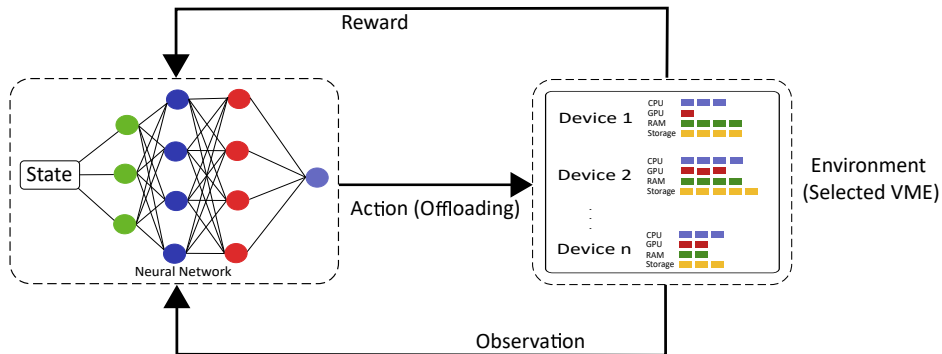 Reward
State
Neural Network
Action (Offloading)
Device 1
CPU
GPU
RAM
Storage
Device 2
CPU
GPU
RAM
Storage
Device n
CPU
GPU
RAM
Storage
Environment
(Selected VME)
Observation